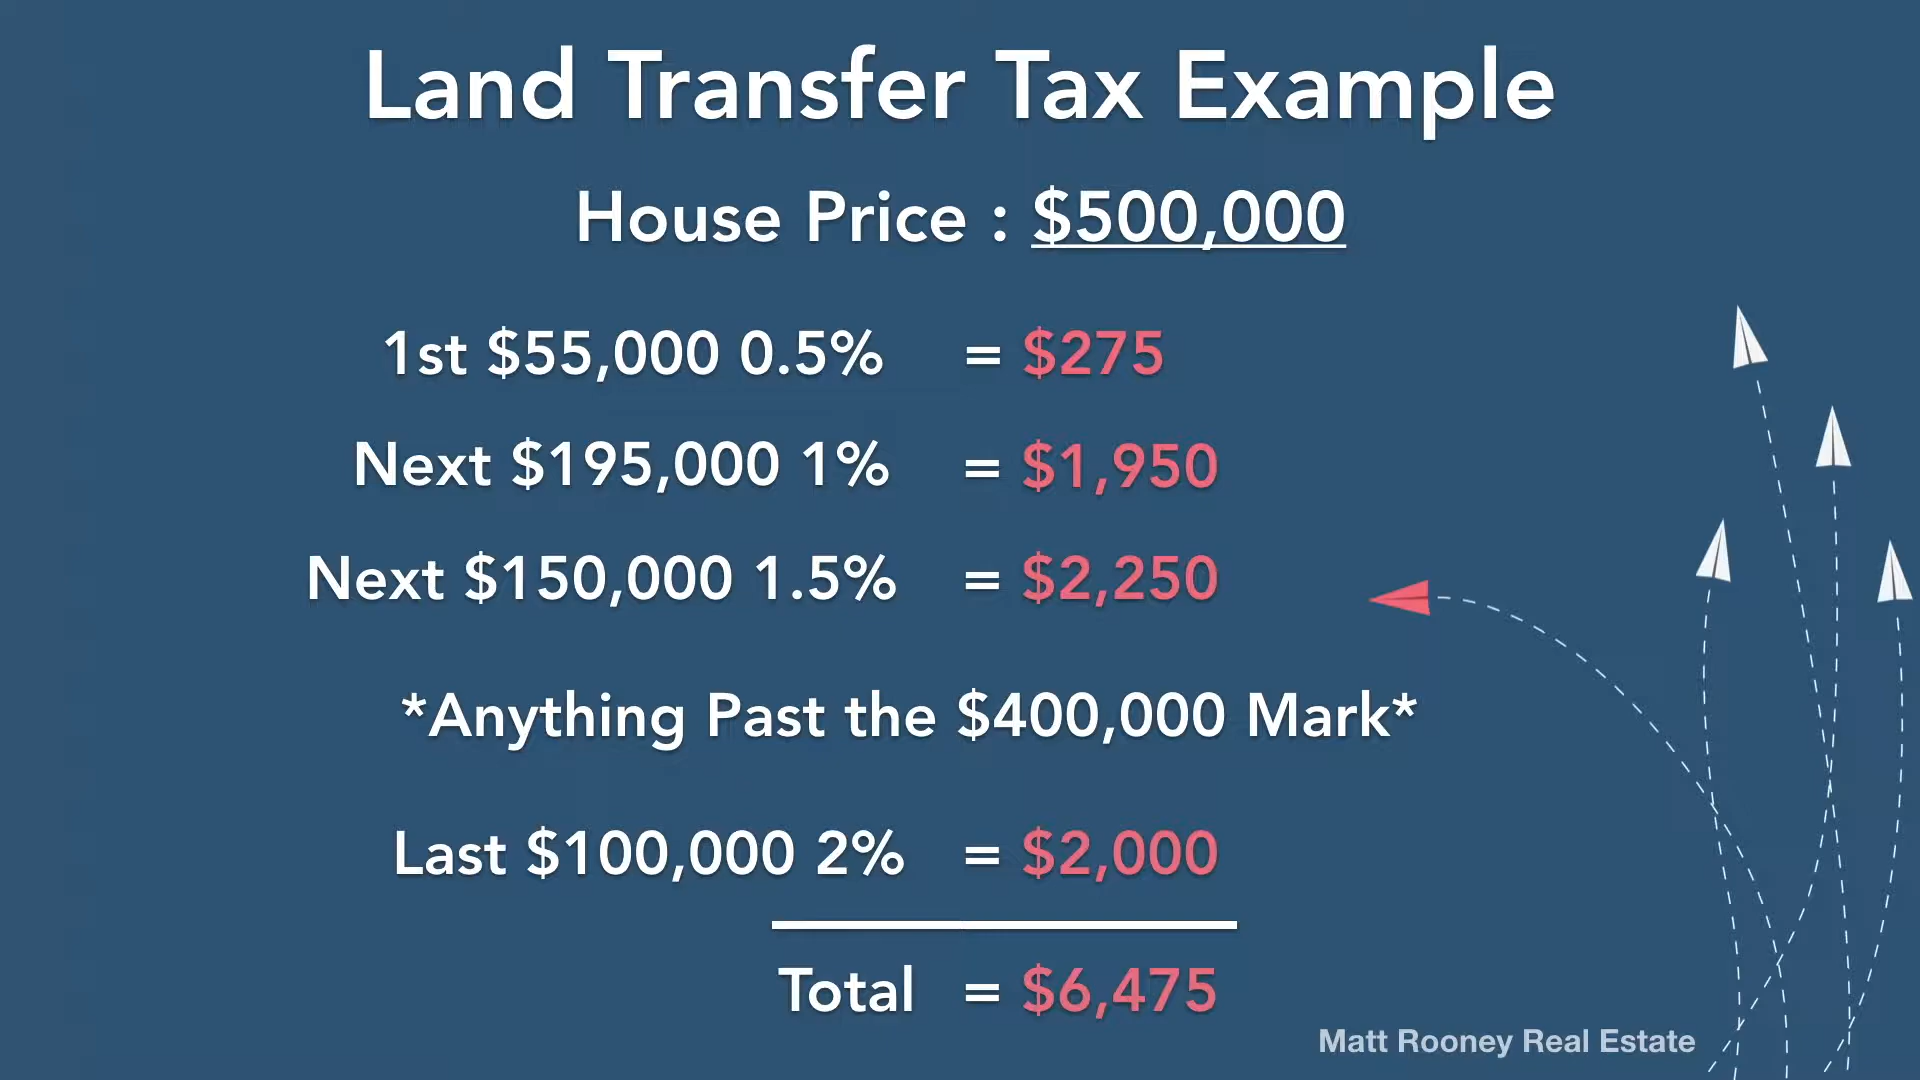 Land Transfer Tax Example
House Price : $500,000
1st $55,000 0.5% = $275
Next $195,000 1% = $1,950
Next $150,000 1.5% = $2,250
*Anything Past the $400,000 Mark*
Last $100,000 2% = $2,000
Total = $6,475
Matt Rooney Real Estate